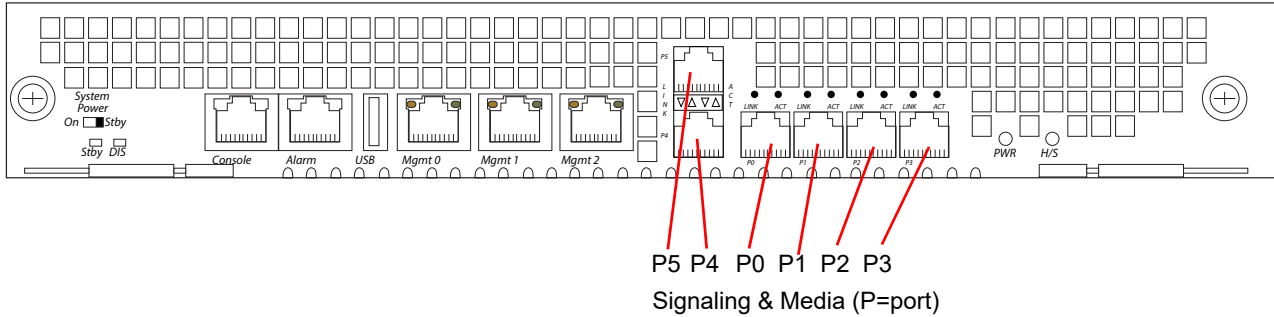 P5
L I N K
A C T
P4
System
Power
On Stby
Stby DIS
Console
Alarm
USB
Mgmt 0
Mgmt 1
Mgmt 2
LINK ACT LINK ACT LINK ACT LINK ACT
P0 P1 P2 P3
PWR H/S
P5 P4 P0 P1 P2 P3
Signaling & Media (P=port)